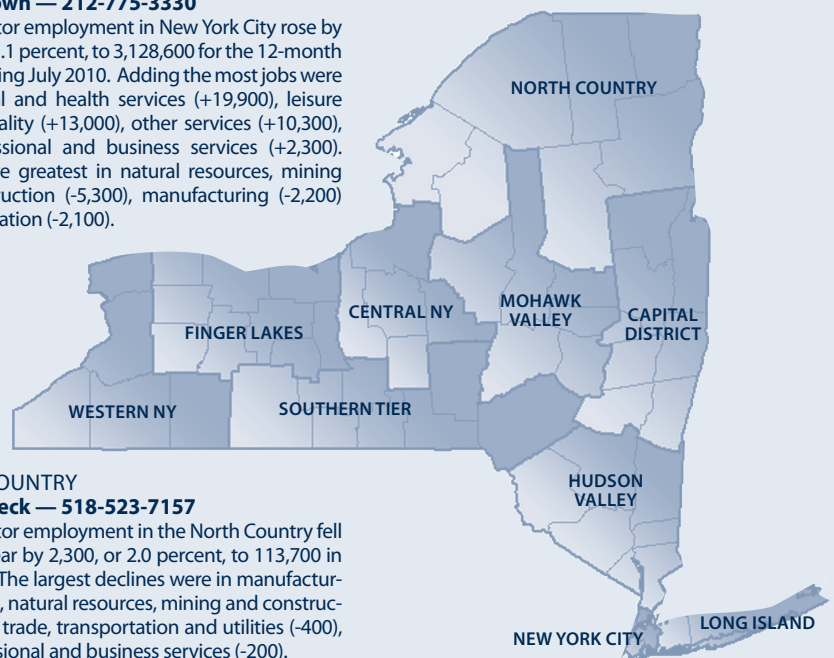 own — 212-775-3330
tor employment in New York City rose by
.1 percent, to 3,128,600 for the 12-month
ing July 2010. Adding the most jobs were
l and health services (+19,900), leisure
ality (+13,000), other services (+10,300),
ssional and business services (+2,300).
re greatest in natural resources, mining
ruction (-5,300), manufacturing (-2,200)
ation (-2,100).
NORTH COUNTRY
FINGER LAKES
CENTRAL NY
MOHAWK
VALLEY
CAPITAL
DISTRICT
WESTERN NY
SOUTHERN TIER
HUDSON
VALLEY
NEW YORK CITY
LONG ISLAND
OUNTRY
eck — 518-523-7157
tor employment in the North Country fell
ar by 2,300, or 2.0 percent, to 113,700 in
The largest declines were in manufactur-
, natural resources, mining and construc-
trade, transportation and utilities (-400),
sional and business services (-200).